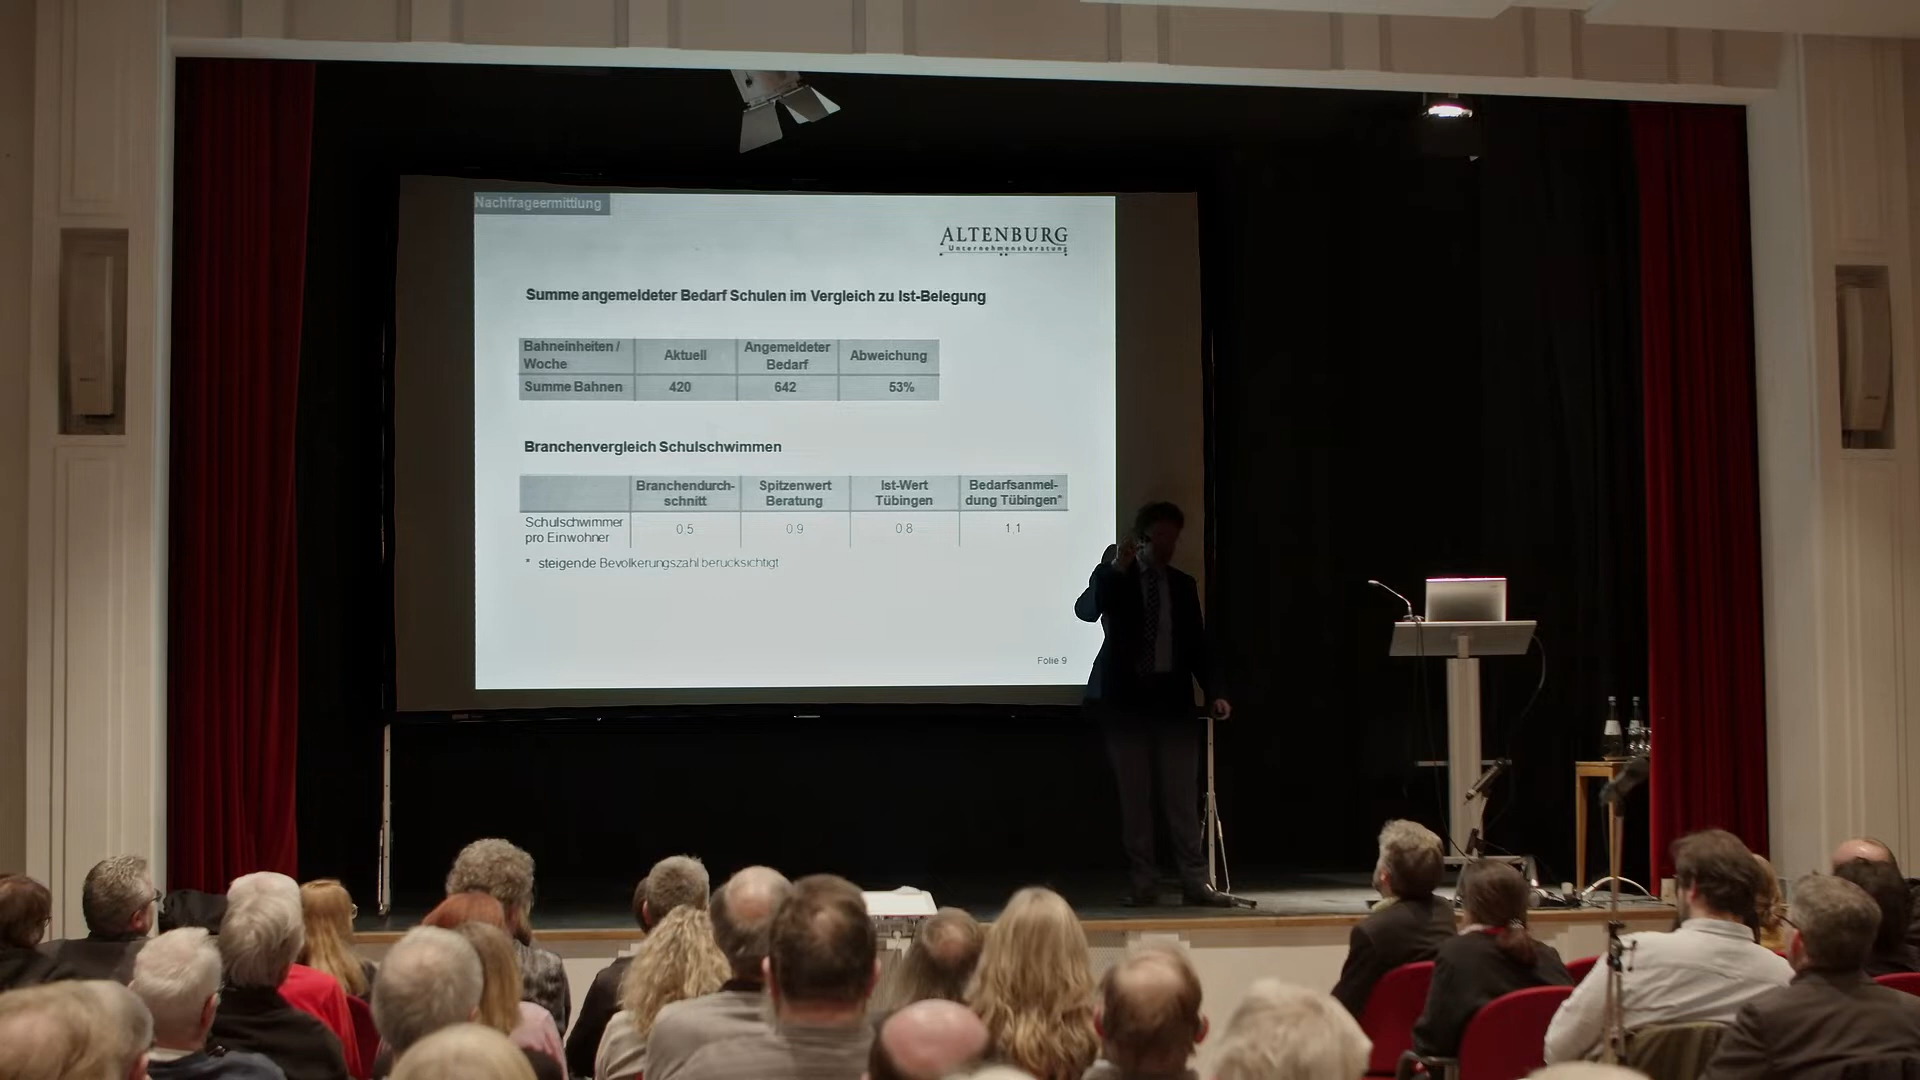 Nachfrageermittlung
ALTENBURG
Unternehmensberatung
Summe angemeldeter Bedarf Schulen im Vergleich zu Ist-Belegung
Bahneinheiten / Woche
Aktuell
Angemeldeter Bedarf
Abweichung
Summe Bahnen
420
642
53%
Branchenvergleich Schulschwimmen
Branchendurch-
schnitt
Spitzenwert
Beratung
Ist-Wert
Tübingen
Bedarfsanmel-
dung Tübingen*
Schulschwimmer
pro Einwohner
0,5
0,9
0,8
1,1
* steigende Bevölkerungszahl berücksichtigt
Folie 9